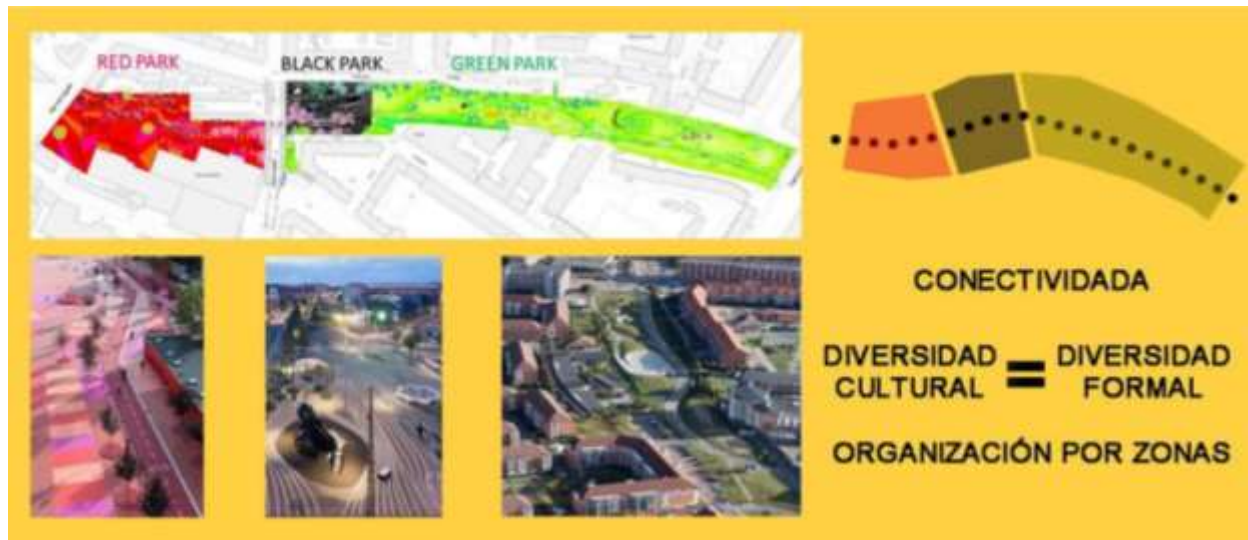 RED PARK
BLACK PARK
GREEN PARK
CONECTIVIDADA
DIVERSIDAD CULTURAL = DIVERSIDAD FORMAL
ORGANIZACIÓN POR ZONAS